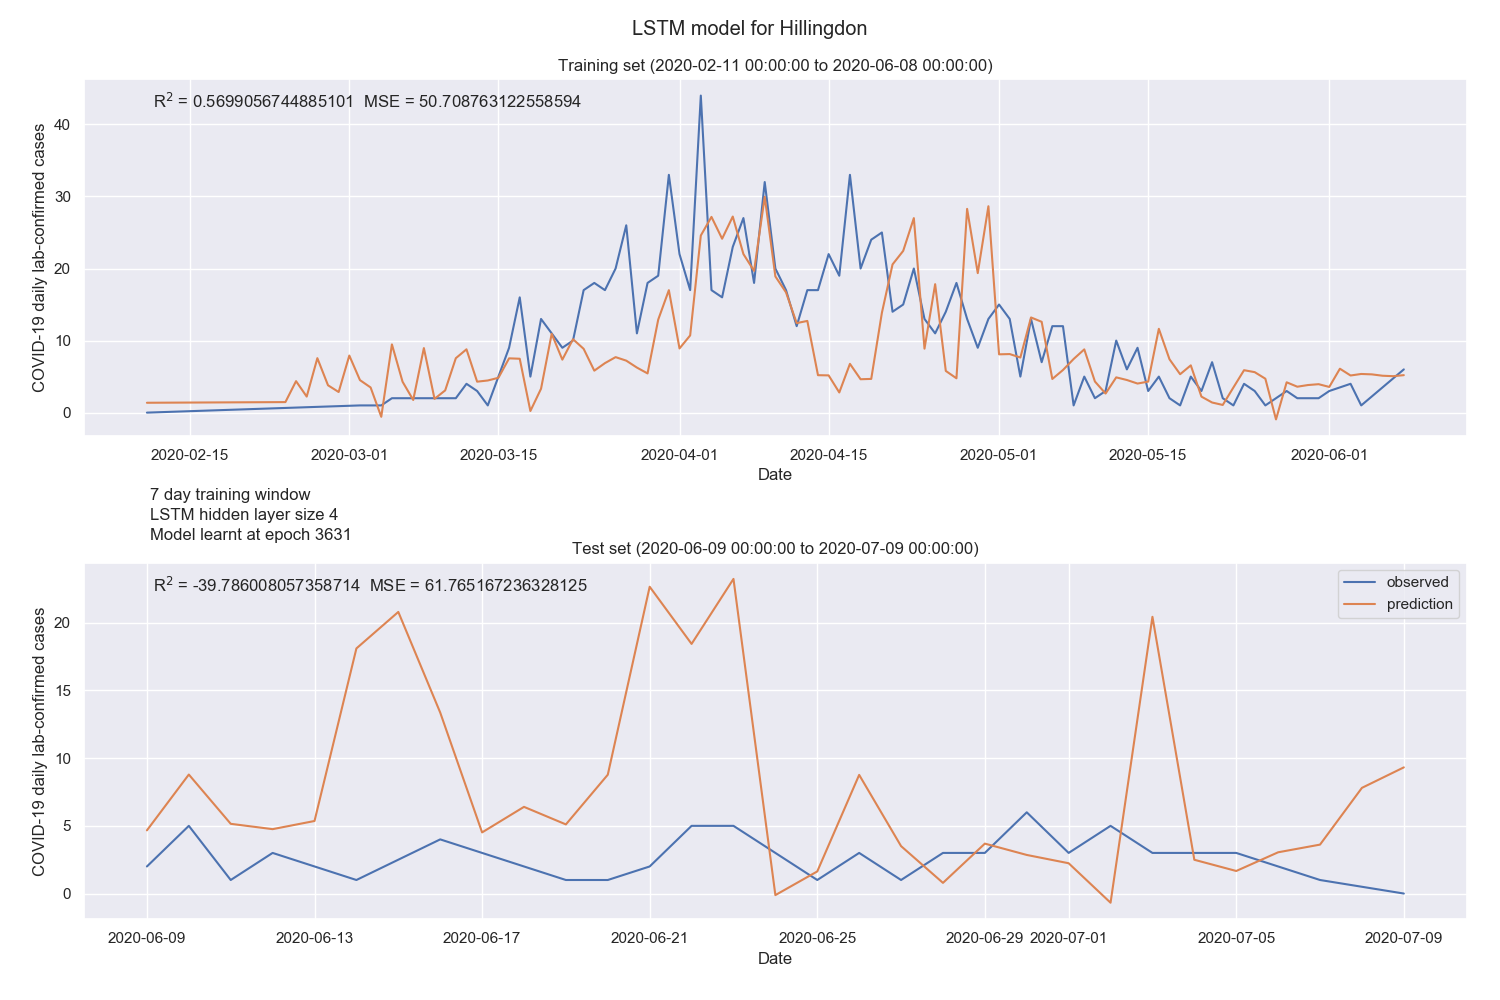 LSTM model for Hillingdon
Training set (2020-02-11 00:00:00 to 2020-06-08 00:00:00)
R² = 0.5699056744885101 MSE = 50.708763122558594
COVID-19 daily lab-confirmed cases
40
30
20
10
0
2020-02-15 2020-03-01 2020-03-15 2020-04-01 2020-04-15 2020-05-01 2020-05-15 2020-06-01
Date
7 day training window
LSTM hidden layer size 4
Model learnt at epoch 3631
Test set (2020-06-09 00:00:00 to 2020-07-09 00:00:00)
R² = -39.786008057358714 MSE = 61.765167236328125
observed
prediction
COVID-19 daily lab-confirmed cases
20
15
10
5
0
2020-06-09 2020-06-13 2020-06-17 2020-06-21 2020-06-25 2020-06-29 2020-07-01 2020-07-05 2020-07-09
Date